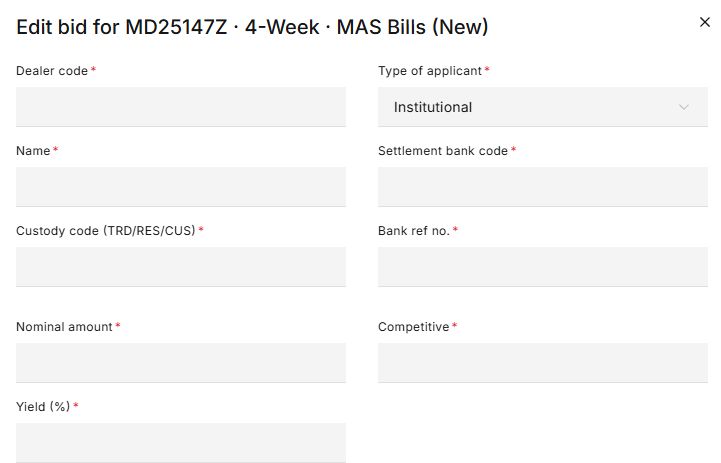 Edit bid for MD25147Z · 4-Week · MAS Bills (New)
Dealer code *
Type of applicant *
Institutional
Name *
Settlement bank code *
Custody code (TRD/RES/CUS) *
Bank ref no. *
Nominal amount *
Competitive *
Yield (%) *